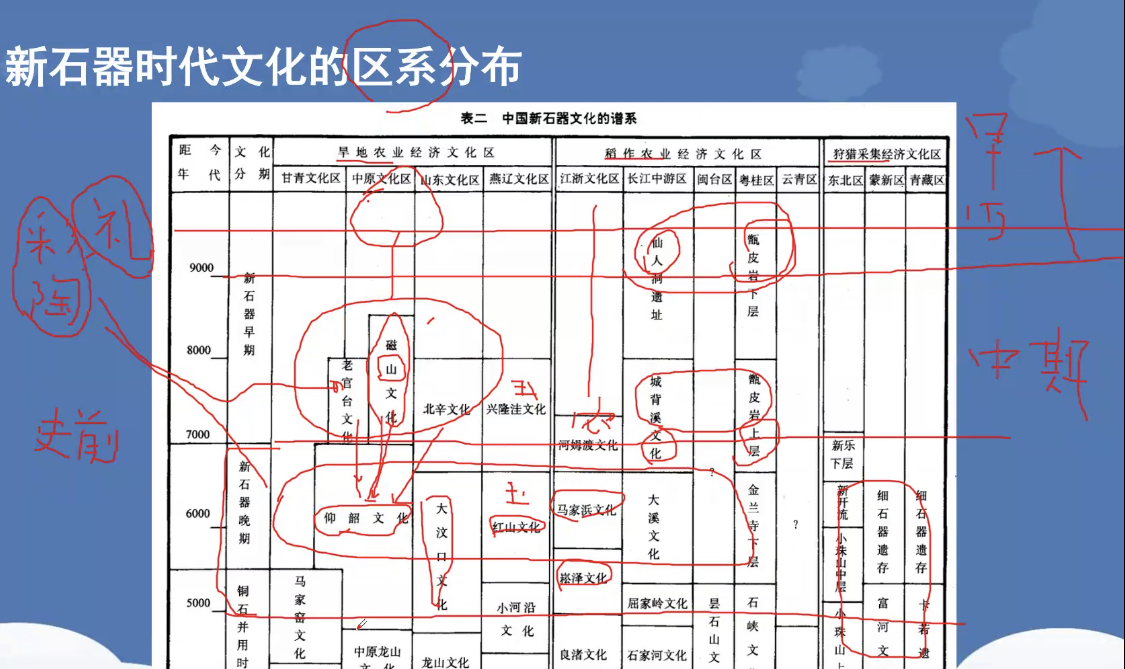 新石器时代文化的区系分布
表二 中国新石器文化的谱系
距今年代
文化分期
旱地农业经济文化区
稻作农业经济文化区
狩猎采集经济文化区
甘青文化区 中原文化区 山东文化区 燕辽文化区 江浙文化区 长江中游区 闽台区 粤桂区 云青区 东北区 蒙新区 青藏区
9000
8000
7000
6000
5000
新石器早期
新石器晚期
铜石并用时
老官台文化
磁山文化
北辛文化
兴隆洼文化
仰韶文化
大汶口文化
红山文化
马家窑文化
小河沿文化
中原龙山文化
龙山文化
河姆渡文化
马家浜文化
崧泽文化
良渚文化
仙人洞遗址
城背溪文化
大溪文化
屈家岭文化
石家河文化
?
昙石山文
甑皮岩下层
甑皮岩上层
金兰寺下层
石峡文
?
新乐下层
新开流
小珠山中层
小珠山上
细石器遗存
富河文
细石器遗存
卡若遗
彩陶
礼
史前
早
中期
玉
玉